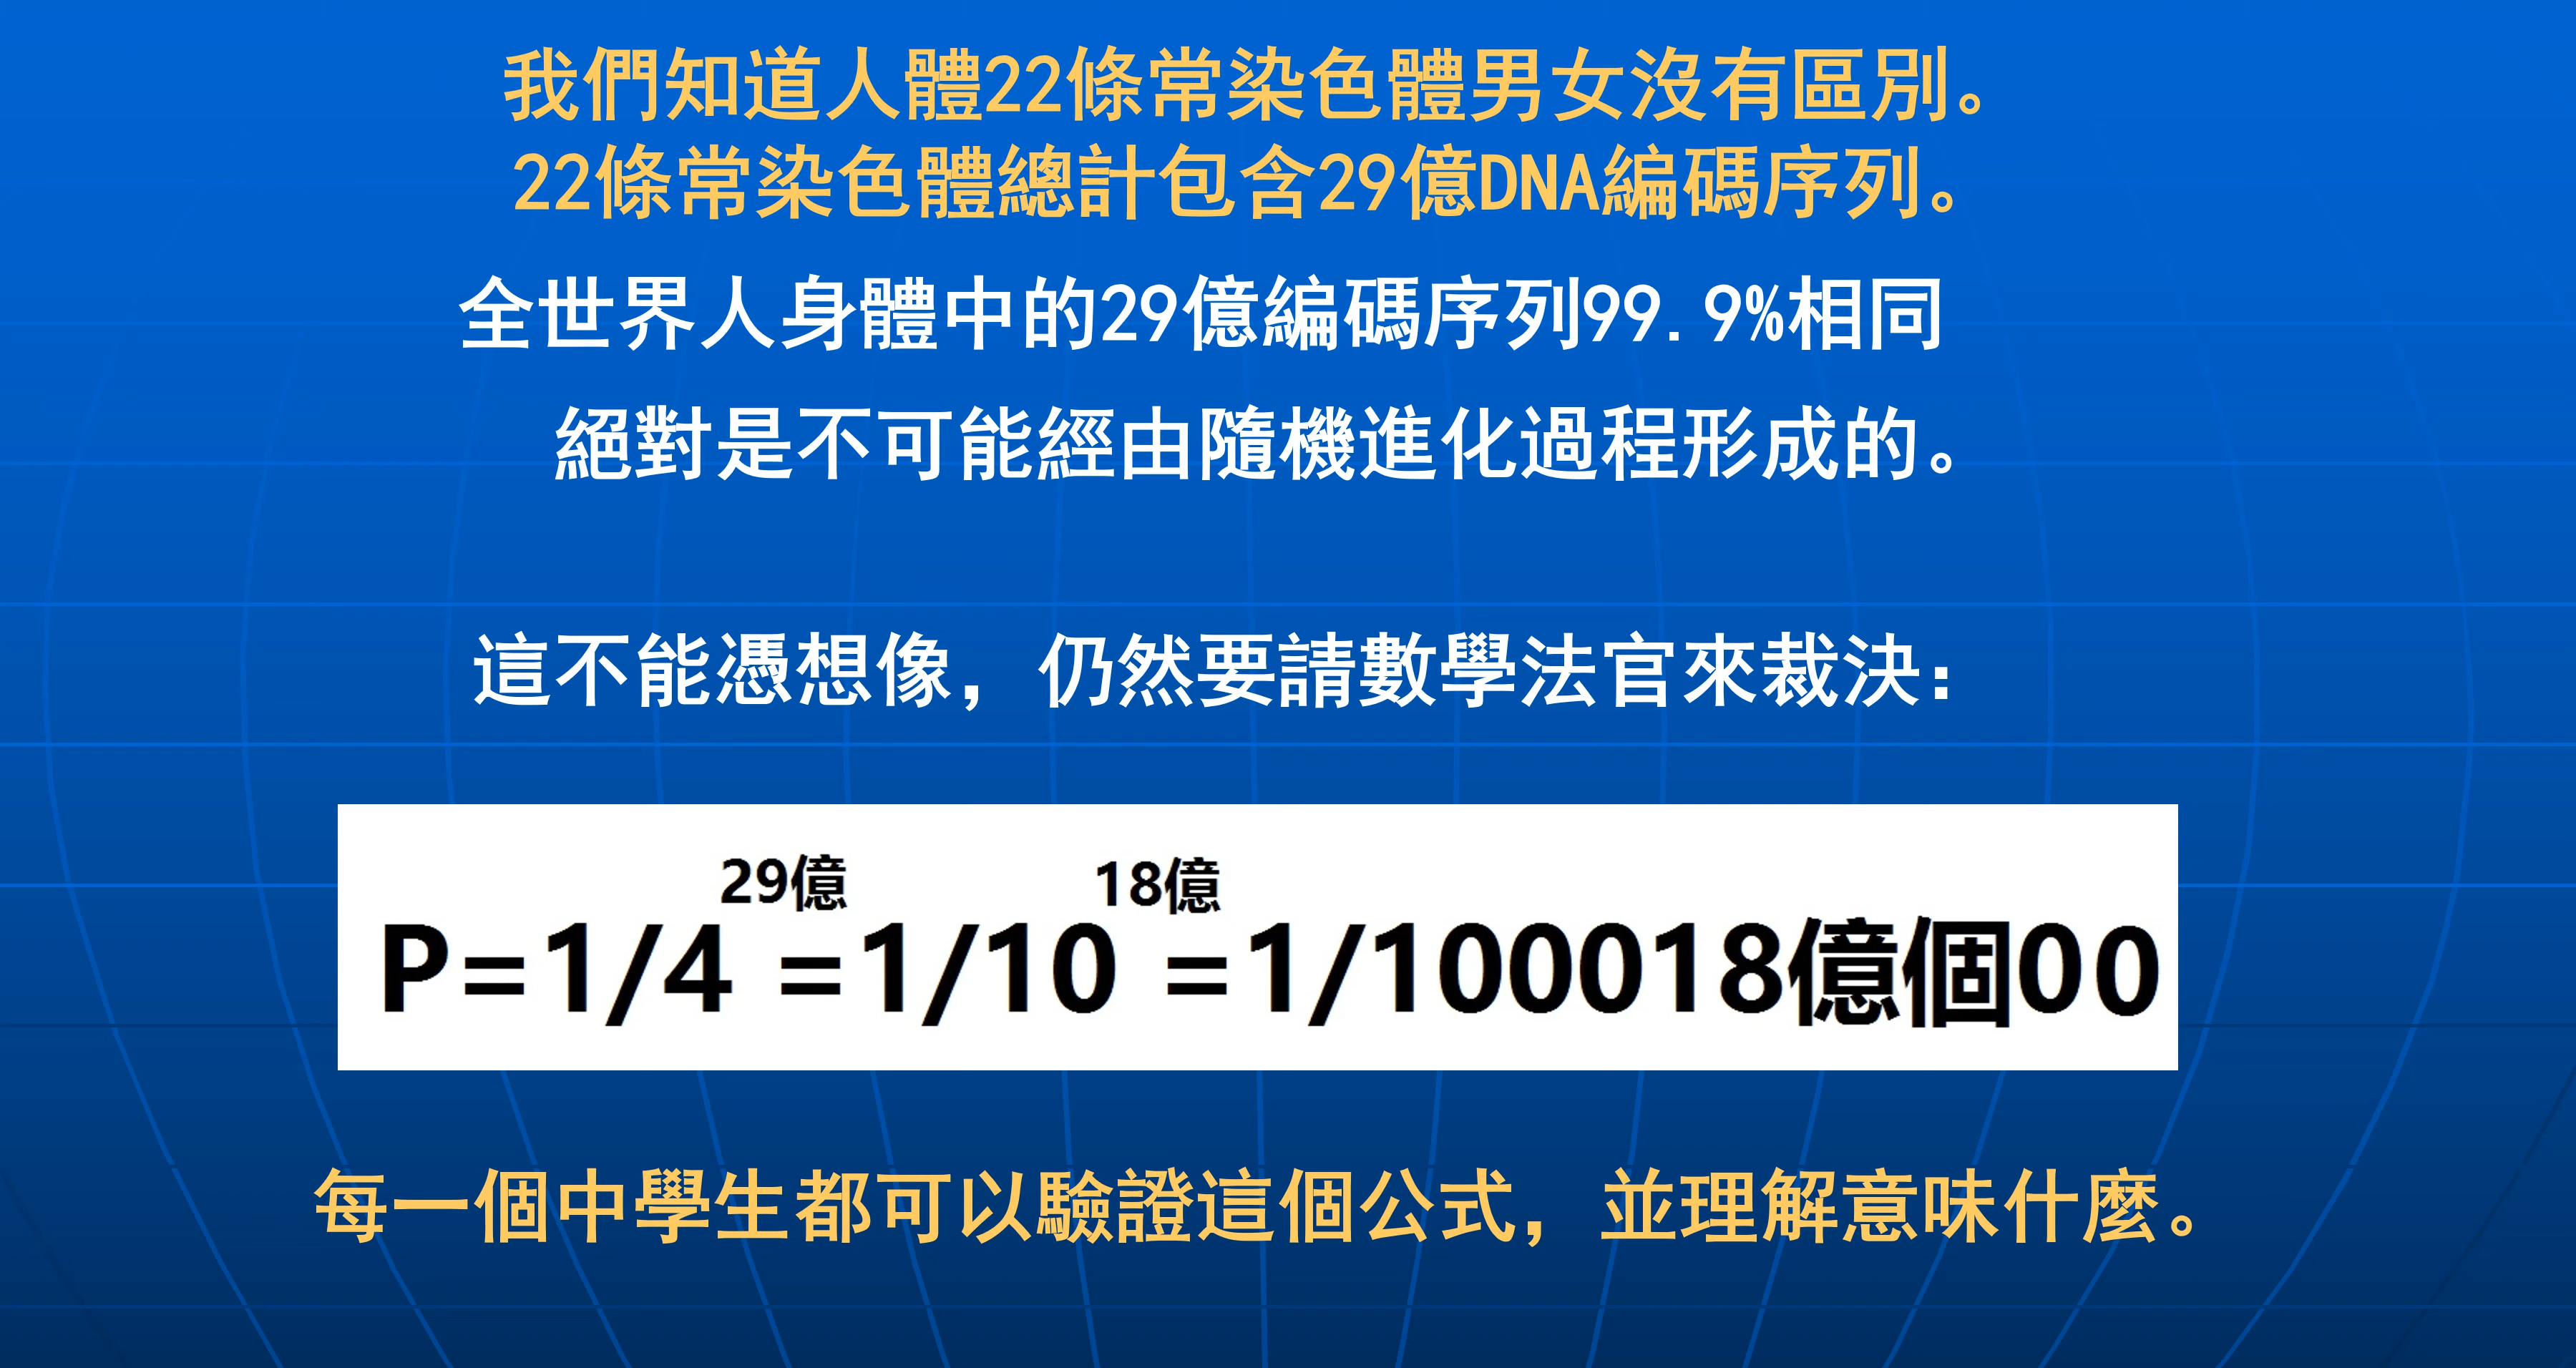 我們知道人體22條常染色體男女沒有區別。
22條常染色體總計包含29億DNA編碼序列。
全世界人身體中的29億編碼序列99.9%相同
絕對是不可能經由隨機進化過程形成的。
這不能憑想像，仍然要請數學法官來裁決：
P=1/4^29億=1/10^18億=1/100018億個00
每一個中學生都可以驗證這個公式，並理解意味什麼。